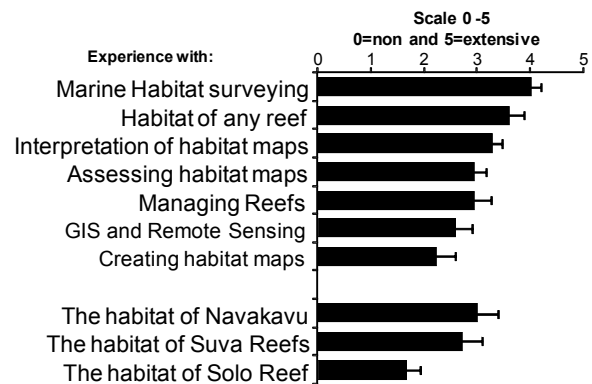 Scale 0 -5
0=non and 5=extensive
Experience with:
0 1 2 3 4 5
Marine Habitat surveying
Habitat of any reef
Interpretation of habitat maps
Assessing habitat maps
Managing Reefs
GIS and Remote Sensing
Creating habitat maps
The habitat of Navakavu
The habitat of Suva Reefs
The habitat of Solo Reef